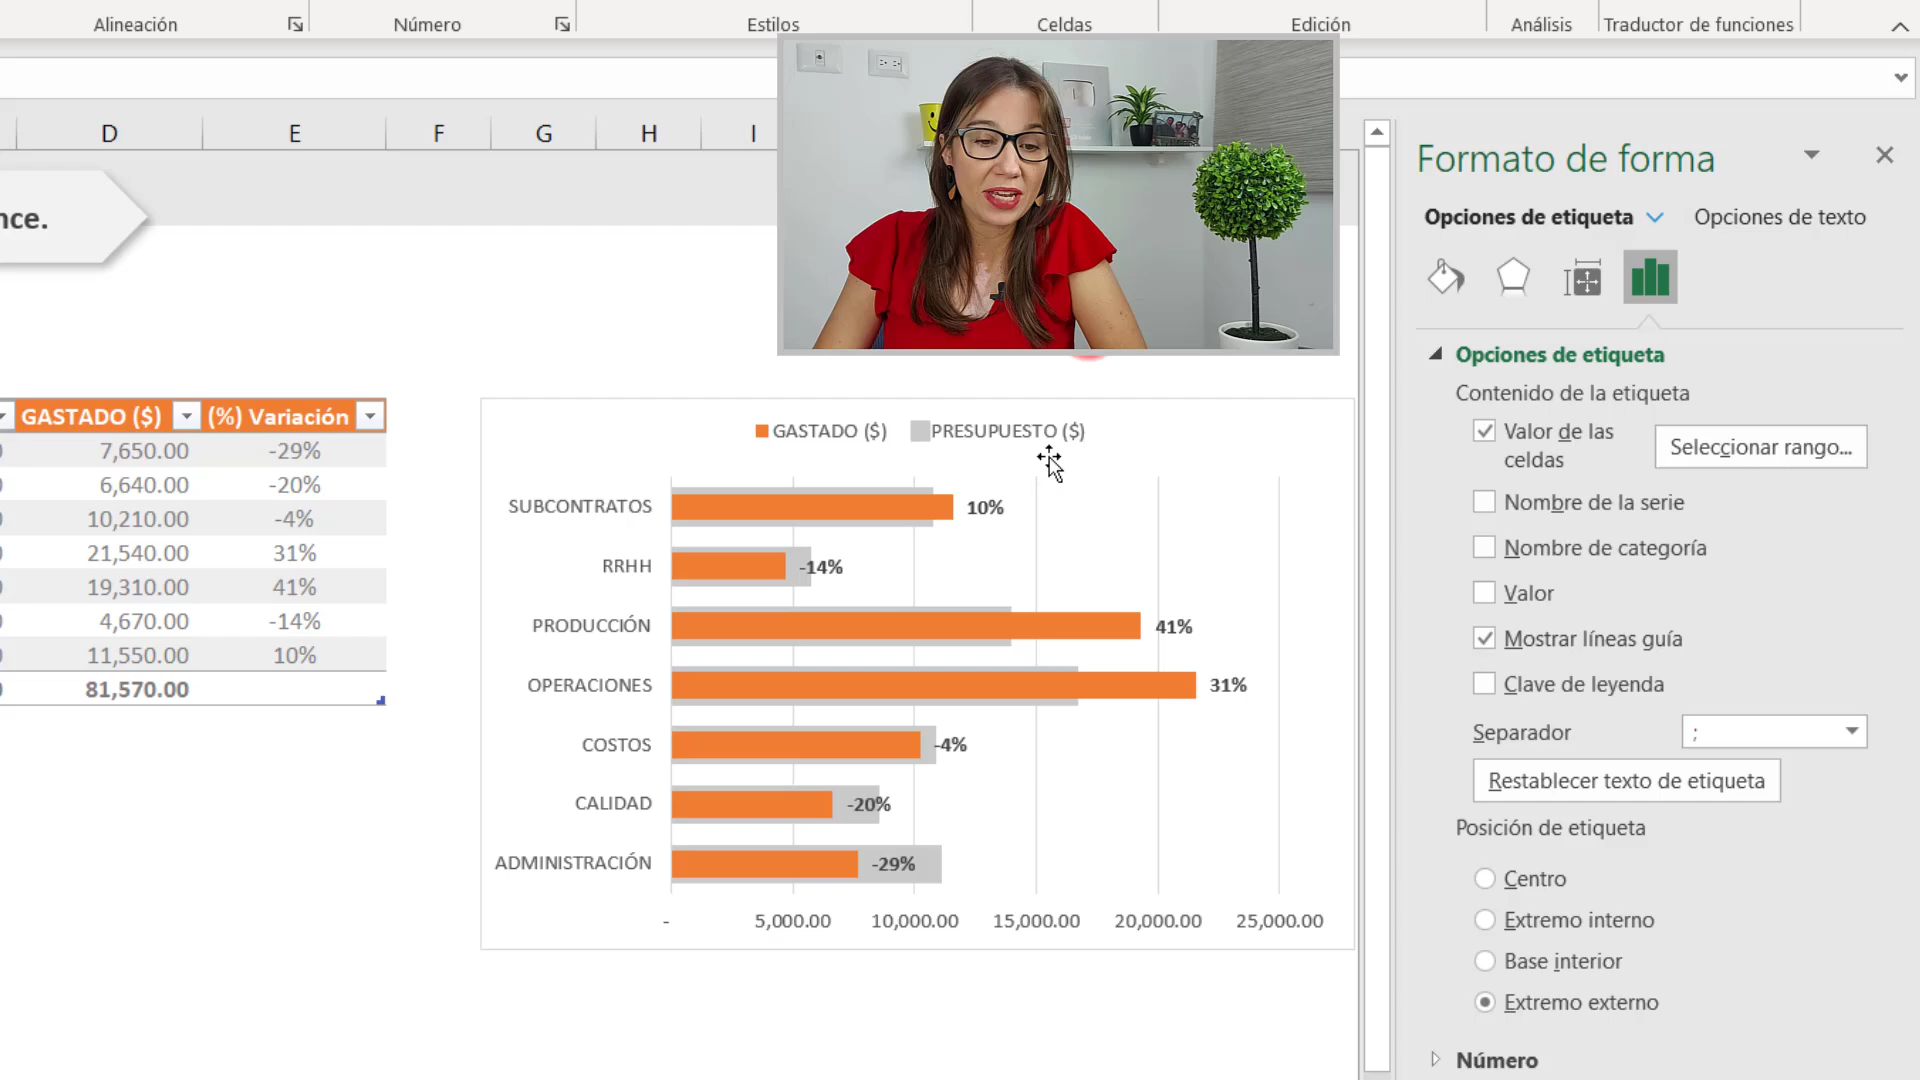 Alineación Número Estilos Celdas Edición Análisis Traductor de funciones
D E F G H I
nce.
Formato de forma
Opciones de etiqueta Opciones de texto
Opciones de etiqueta
Contenido de la etiqueta
Valor de las
celdas
Seleccionar rango...
Nombre de la serie
Nombre de categoría
Valor
Mostrar líneas guía
Clave de leyenda
Separador ;
Restablecer texto de etiqueta
Posición de etiqueta
Centro
Extremo interno
Base interior
Extremo externo
Número
GASTADO ($) (%) Variación
7,650.00 -29%
6,640.00 -20%
10,210.00 -4%
21,540.00 31%
19,310.00 41%
4,670.00 -14%
11,550.00 10%
81,570.00
GASTADO ($) PRESUPUESTO ($)
SUBCONTRATOS 10%
RRHH -14%
PRODUCCIÓN 41%
OPERACIONES 31%
COSTOS -4%
CALIDAD -20%
ADMINISTRACIÓN -29%
- 5,000.00 10,000.00 15,000.00 20,000.00 25,000.00